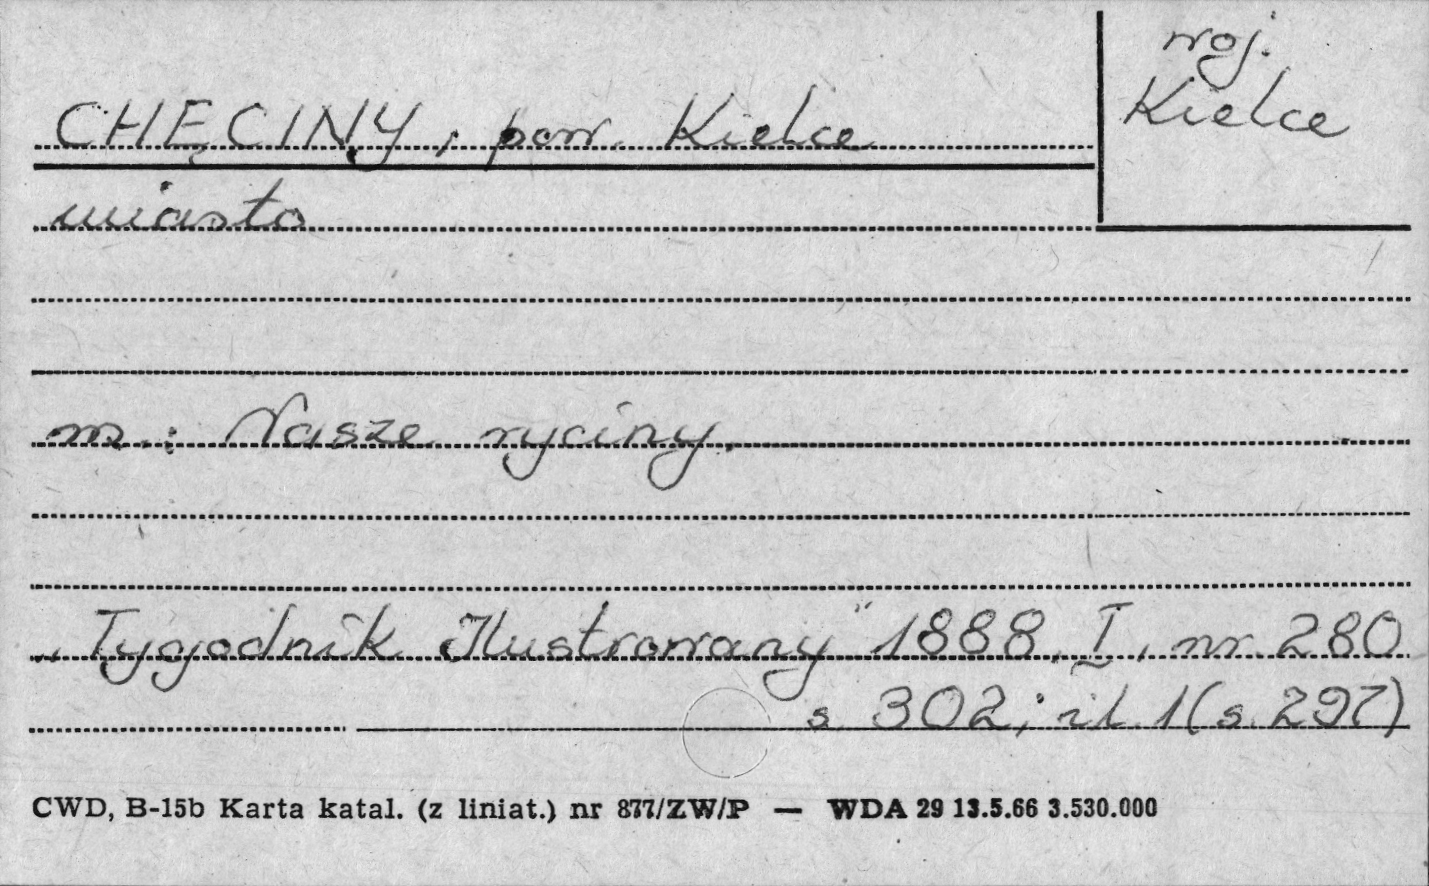 woj.
Kielce
CHĘCINY, pow. Kielce
miasto
m.: Nasze ryciny.
„Tygodnik Ilustrowany" 1888, I, nr 280
s. 302; il. 1 (s. 297)
CWD, B-15b Karta katal. (z liniat.) nr 877/ZW/P — WDA 29 13.5.66 3.530.000